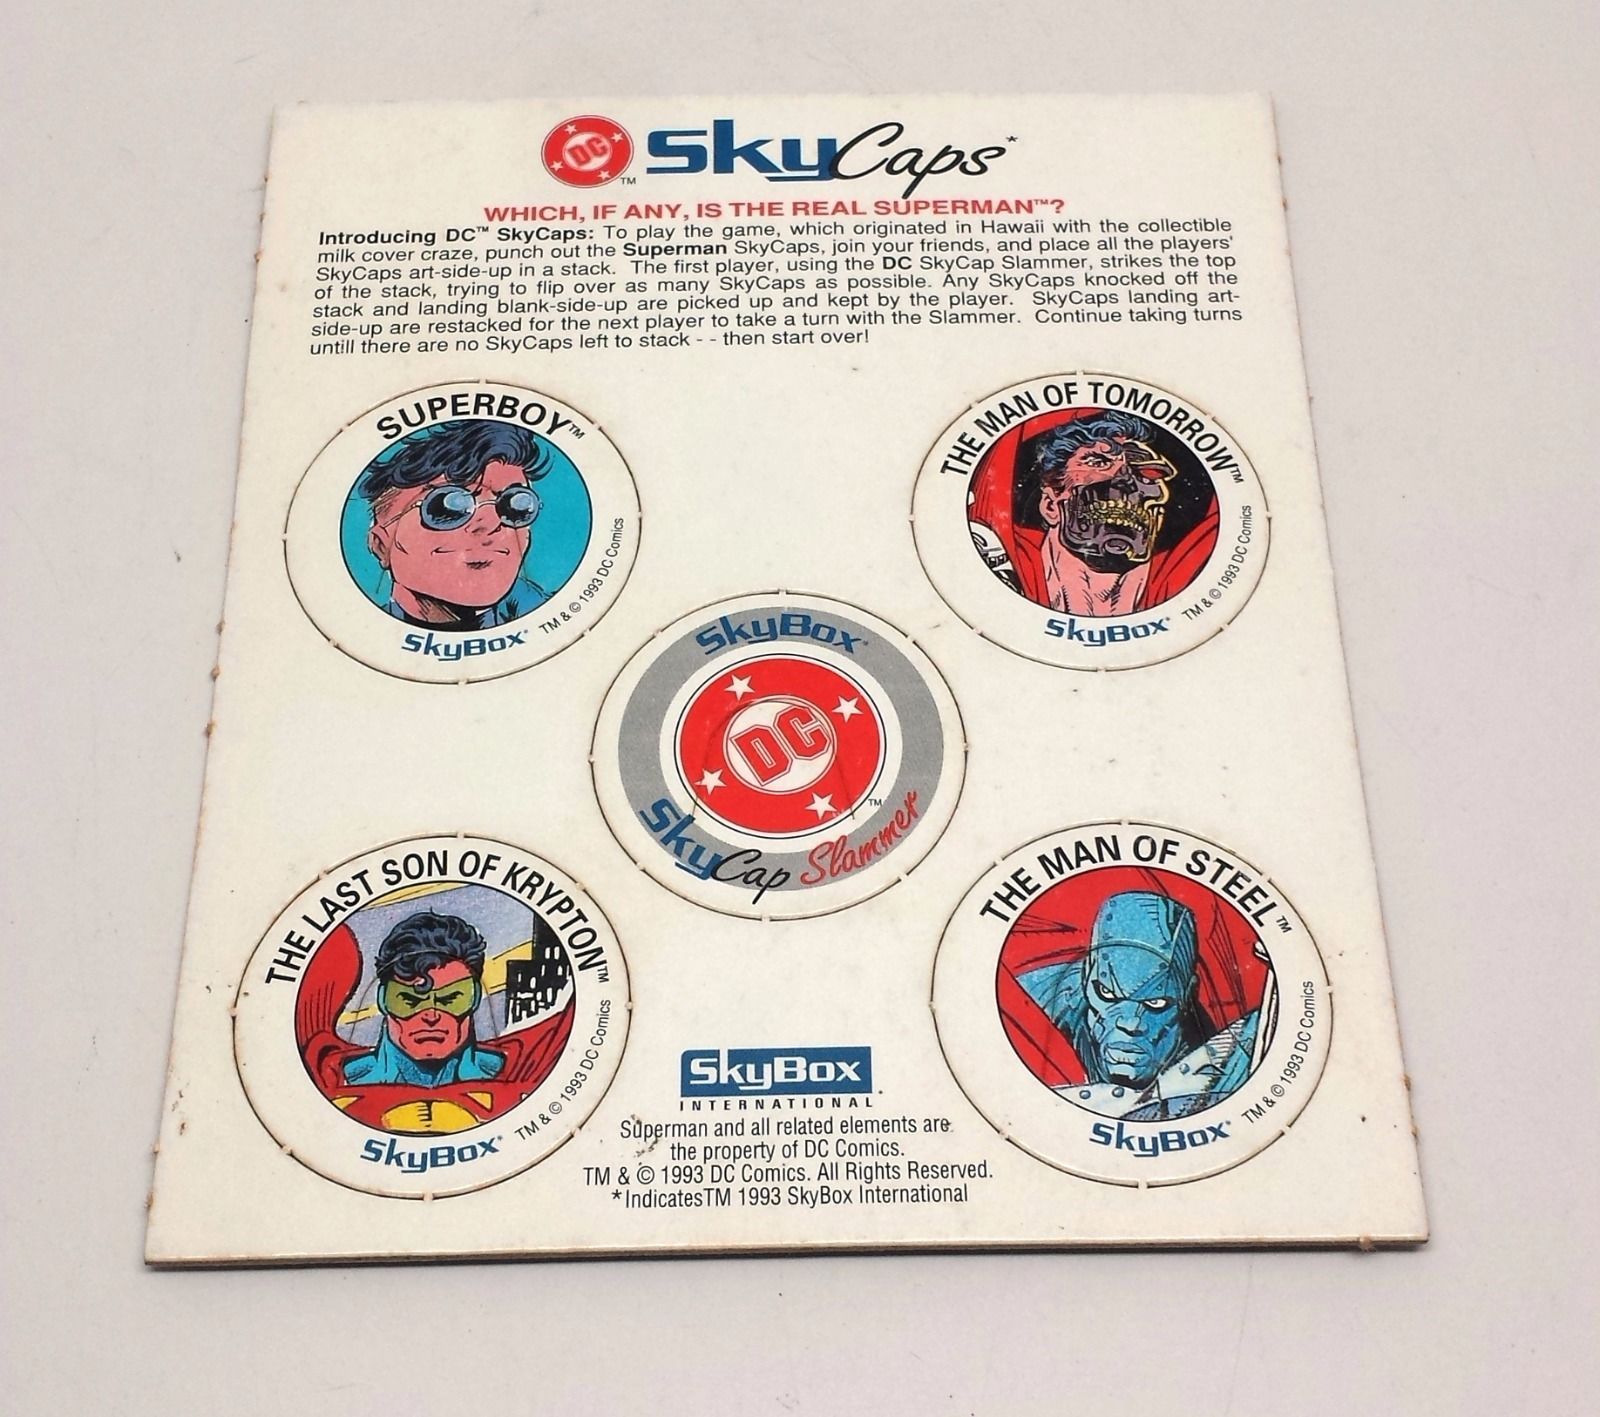 DC TM SkyCaps*
WHICH, IF ANY, IS THE REAL SUPERMAN™?
Introducing DC™ SkyCaps: To play the game, which originated in Hawaii with the collectible
milk cover craze, punch out the Superman SkyCaps, join your friends, and place all the players'
SkyCaps art-side-up in a stack. The first player, using the DC SkyCap Slammer, strikes the top
of the stack, trying to flip over as many SkyCaps as possible. Any SkyCaps knocked off the
stack and landing blank-side-up are picked up and kept by the player. SkyCaps landing art-
side-up are restacked for the next player to take a turn with the Slammer. Continue taking turns
untill there are no SkyCaps left to stack - - then start over!
SUPERBOY™
SkyBox® TM & © 1993 DC Comics
THE MAN OF TOMORROW™
SkyBox® TM & © 1993 DC Comics
SkyBox®
DC
TM
SkyCap Slammer
THE LAST SON OF KRYPTON™
SkyBox® TM & © 1993 DC Comics
THE MAN OF STEEL™
SkyBox® TM & © 1993 DC Comics
SkyBox
INTERNATIONAL
Superman and all related elements are
the property of DC Comics.
TM & © 1993 DC Comics. All Rights Reserved.
*IndicatesTM 1993 SkyBox International